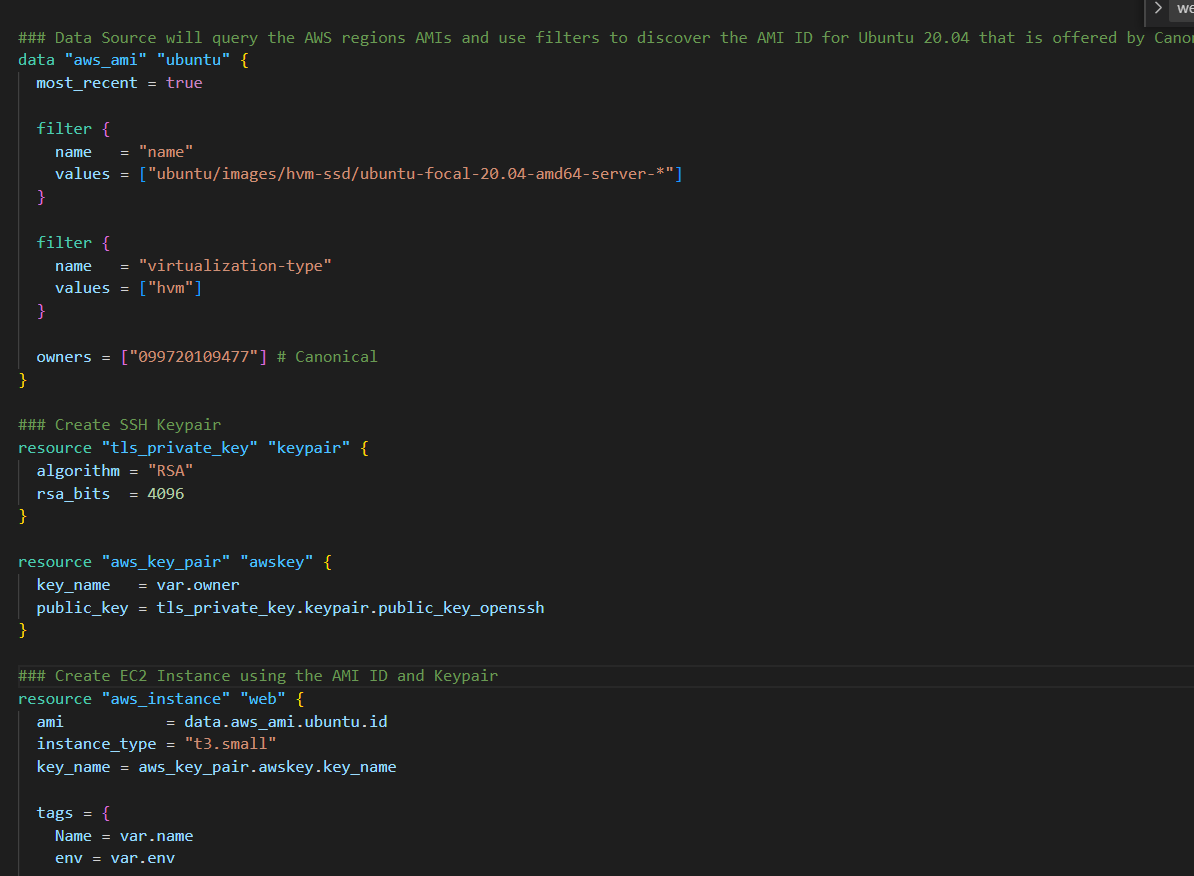 we
### Data Source will query the AWS regions AMIs and use filters to discover the AMI ID for Ubuntu 20.04 that is offered by Canon
data "aws_ami" "ubuntu" {
  most_recent = true

  filter {
    name   = "name"
    values = ["ubuntu/images/hvm-ssd/ubuntu-focal-20.04-amd64-server-*"]
  }

  filter {
    name   = "virtualization-type"
    values = ["hvm"]
  }

  owners = ["099720109477"] # Canonical
}

### Create SSH Keypair
resource "tls_private_key" "keypair" {
  algorithm = "RSA"
  rsa_bits  = 4096
}

resource "aws_key_pair" "awskey" {
  key_name   = var.owner
  public_key = tls_private_key.keypair.public_key_openssh
}

### Create EC2 Instance using the AMI ID and Keypair
resource "aws_instance" "web" {
  ami           = data.aws_ami.ubuntu.id
  instance_type = "t3.small"
  key_name = aws_key_pair.awskey.key_name

  tags = {
    Name = var.name
    env = var.env